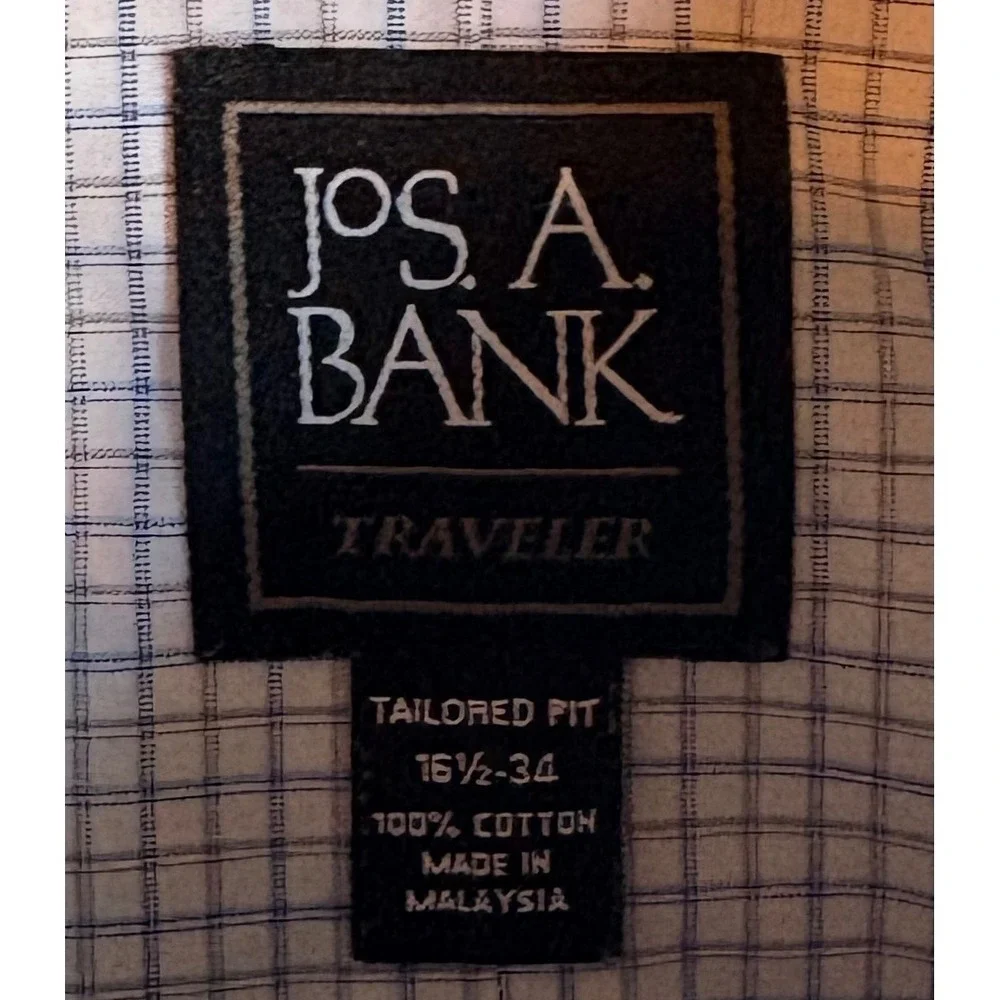 JOS. A.
BANK
TRAVELER
TAILORED FIT
16½-34
100% COTTON
MADE IN
MALAYSIA